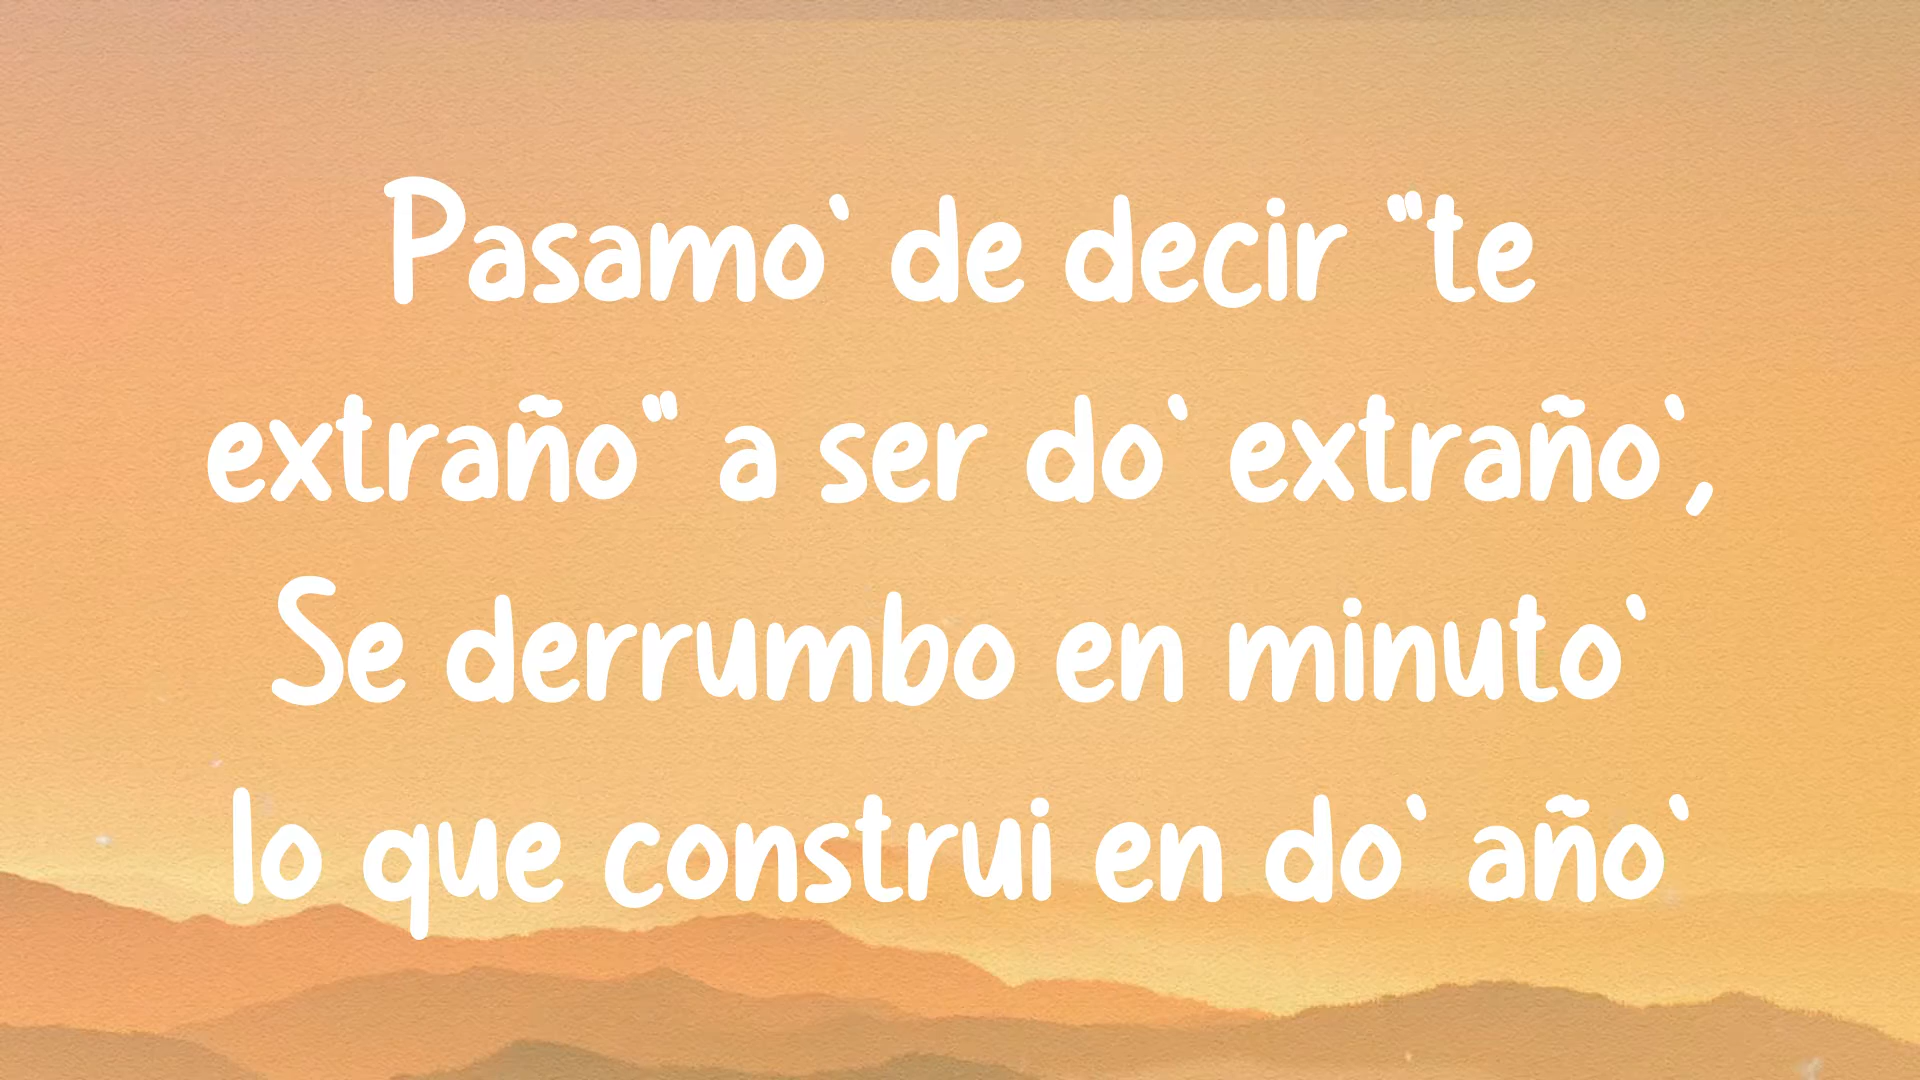 Pasamo` de decir "te
extraño" a ser do` extraño`,
Se derrumbo en minuto`
lo que construi en do` año`